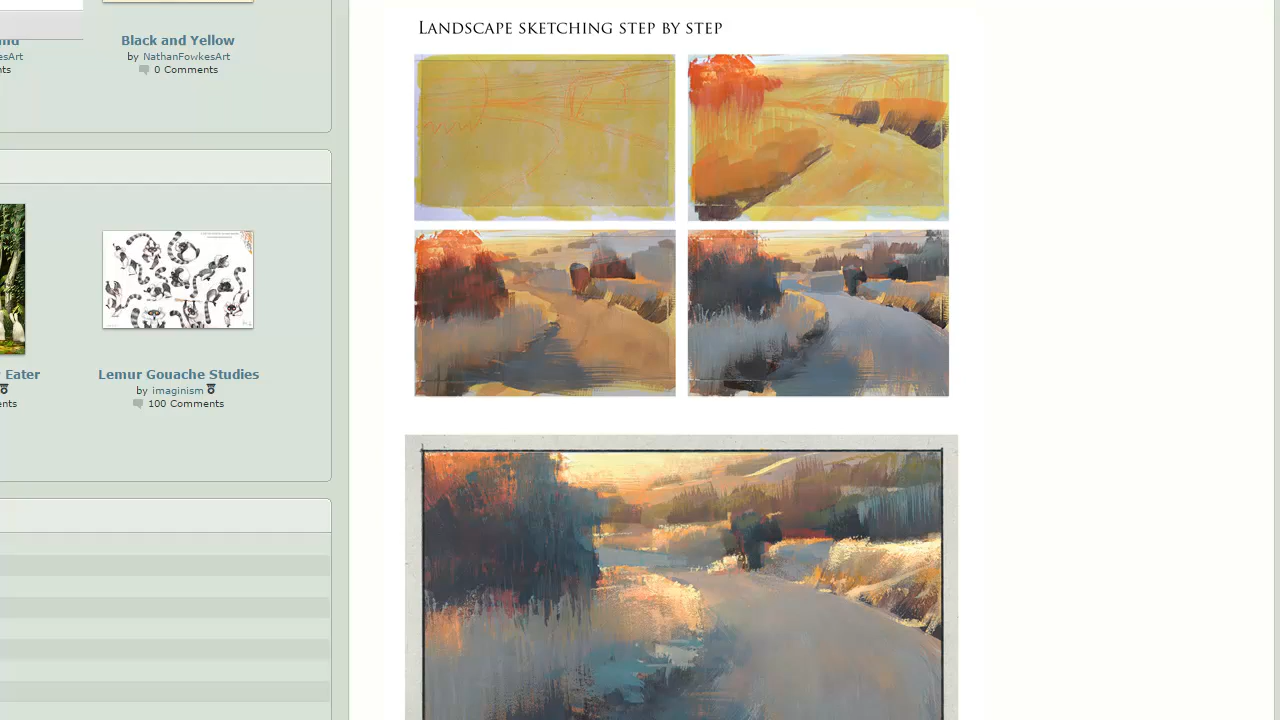 Black and Yellow
by NathanFowkesArt
0 Comments
Eater
Lemur Gouache Studies
by imaginism
100 Comments
LANDSCAPE SKETCHING STEP BY STEP